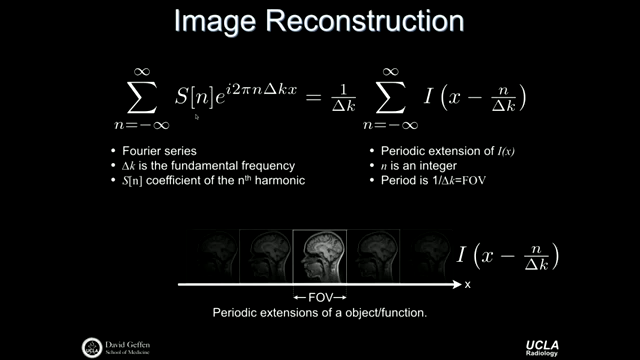 Image Reconstruction
∞ ∞
∑ S[n]e^{i2πnΔkx} = 1/Δk ∑ I(x − n/Δk)
n=−∞ n=−∞
• Fourier series
• Δk is the fundamental frequency
• S[n] coefficient of the nth harmonic
• Periodic extension of I(x)
• n is an integer
• Period is 1/Δk=FOV
I(x − n/Δk)
x
FOV
Periodic extensions of a object/function.
UCLA
David Geffen
School of Medicine
UCLA
Radiology